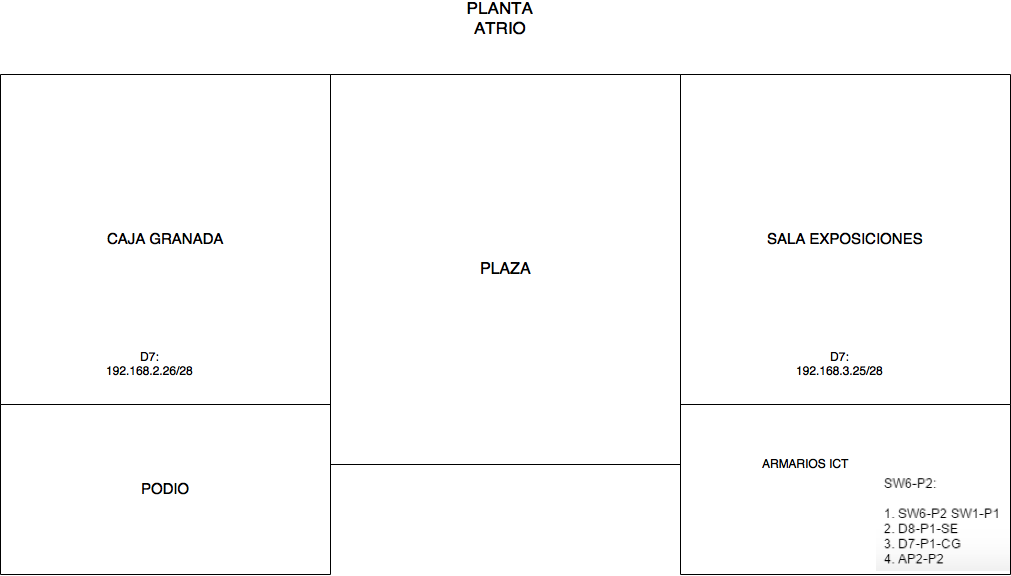 PLANTA
ATRIO
CAJA GRANADA
SALA EXPOSICIONES
PLAZA
D7:
192.168.2.26/28
D7:
192.168.3.25/28
PODIO
ARMARIOS ICT
SW6-P2:
1. SW6-P2 SW1-P1
2. D8-P1-SE
3. D7-P1-CG
4. AP2-P2